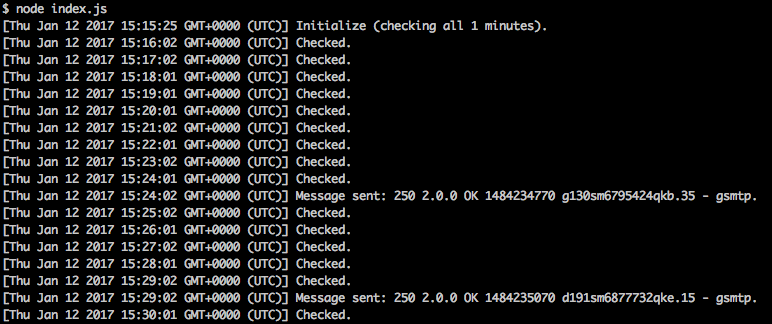 $ node index.js
[Thu Jan 12 2017 15:15:25 GMT+0000 (UTC)] Initialize (checking all 1 minutes).
[Thu Jan 12 2017 15:16:02 GMT+0000 (UTC)] Checked.
[Thu Jan 12 2017 15:17:02 GMT+0000 (UTC)] Checked.
[Thu Jan 12 2017 15:18:01 GMT+0000 (UTC)] Checked.
[Thu Jan 12 2017 15:19:01 GMT+0000 (UTC)] Checked.
[Thu Jan 12 2017 15:20:01 GMT+0000 (UTC)] Checked.
[Thu Jan 12 2017 15:21:02 GMT+0000 (UTC)] Checked.
[Thu Jan 12 2017 15:22:01 GMT+0000 (UTC)] Checked.
[Thu Jan 12 2017 15:23:02 GMT+0000 (UTC)] Checked.
[Thu Jan 12 2017 15:24:01 GMT+0000 (UTC)] Checked.
[Thu Jan 12 2017 15:24:02 GMT+0000 (UTC)] Message sent: 250 2.0.0 OK 1484234770 g130sm6795424qkb.35 - gsmtp.
[Thu Jan 12 2017 15:25:02 GMT+0000 (UTC)] Checked.
[Thu Jan 12 2017 15:26:01 GMT+0000 (UTC)] Checked.
[Thu Jan 12 2017 15:27:02 GMT+0000 (UTC)] Checked.
[Thu Jan 12 2017 15:28:01 GMT+0000 (UTC)] Checked.
[Thu Jan 12 2017 15:29:02 GMT+0000 (UTC)] Checked.
[Thu Jan 12 2017 15:29:02 GMT+0000 (UTC)] Message sent: 250 2.0.0 OK 1484235070 d191sm6877732qke.15 - gsmtp.
[Thu Jan 12 2017 15:30:01 GMT+0000 (UTC)] Checked.